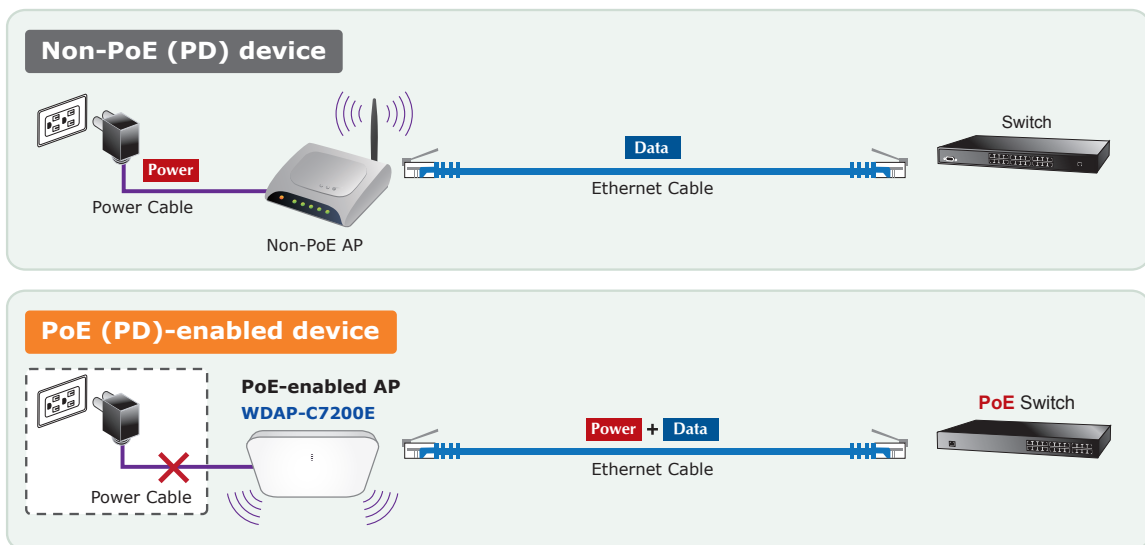 Non-PoE (PD) device
Switch
Data
Power
Ethernet Cable
Power Cable
Non-PoE AP
PoE (PD)-enabled device
PoE-enabled AP
WDAP-C7200E
PoE Switch
Power + Data
Ethernet Cable
Power Cable